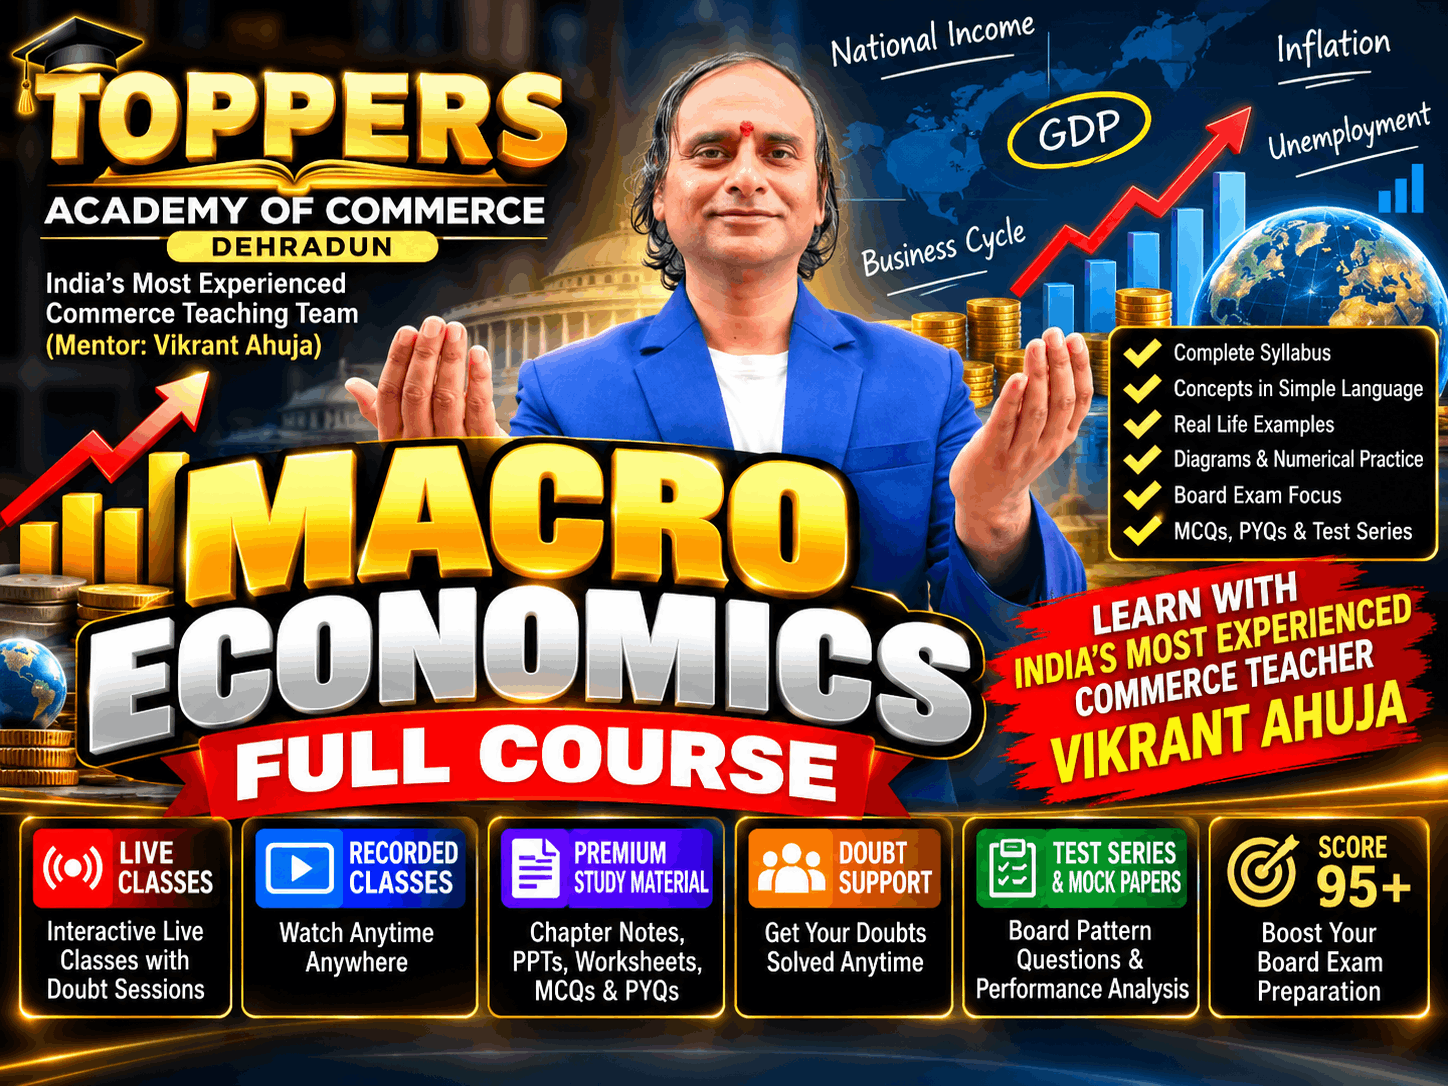 TOPPERS
ACADEMY OF COMMERCE
DEHRADUN
India's Most Experienced
Commerce Teaching Team
(Mentor: Vikrant Ahuja)
National Income
GDP
Inflation
Unemployment
Business Cycle
Complete Syllabus
Concepts in Simple Language
Real Life Examples
Diagrams & Numerical Practice
Board Exam Focus
MCQs, PYQs & Test Series
MACRO
ECONOMICS
FULL COURSE
LEARN WITH
INDIA'S MOST EXPERIENCED
COMMERCE TEACHER
VIKRANT AHUJA
LIVE
CLASSES
Interactive Live
Classes with
Doubt Sessions
RECORDED
CLASSES
Watch Anytime
Anywhere
PREMIUM
STUDY MATERIAL
Chapter Notes,
PPTs, Worksheets,
MCQs & PYQs
DOUBT
SUPPORT
Get Your Doubts
Solved Anytime
TEST SERIES
& MOCK PAPERS
Board Pattern
Questions &
Performance Analysis
SCORE
95+
Boost Your
Board Exam
Preparation